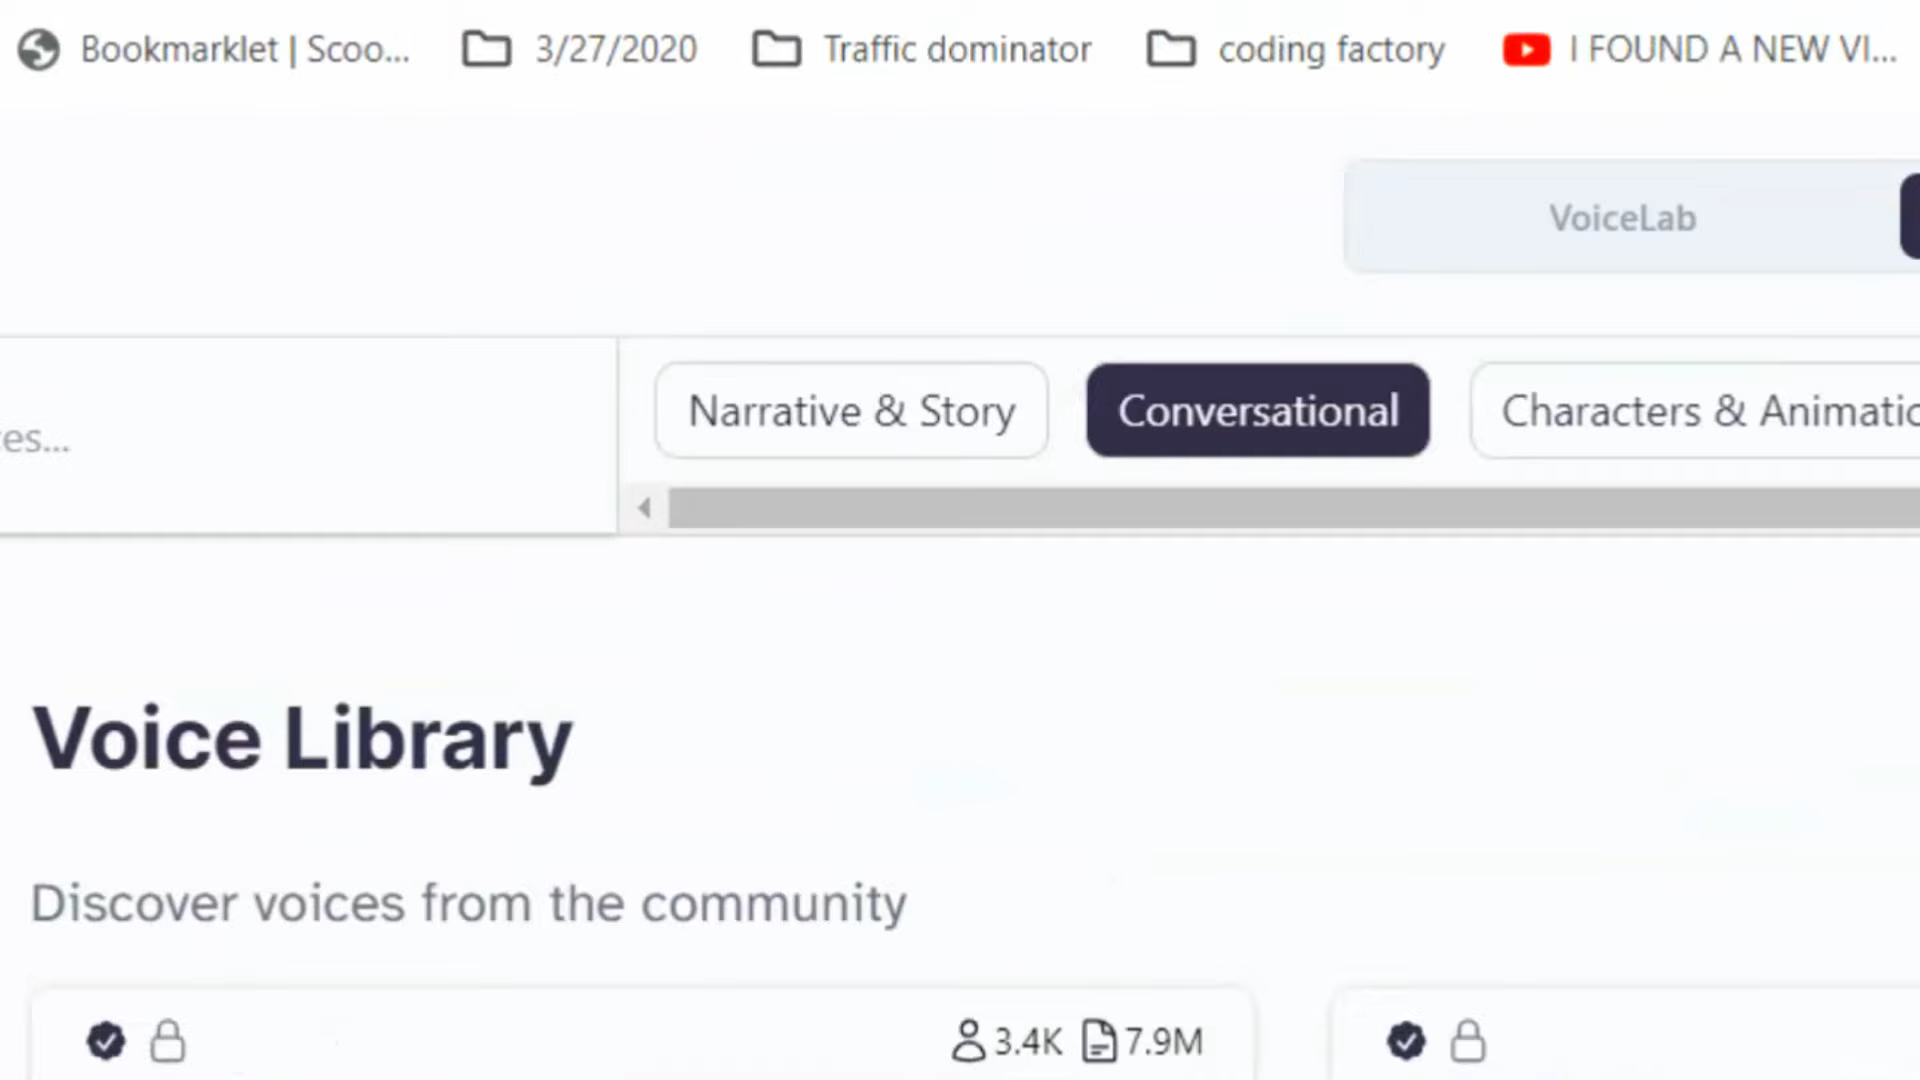 Bookmarklet | Scoo... 3/27/2020 Traffic dominator coding factory I FOUND A NEW VI...
VoiceLab
Narrative & Story Conversational Characters & Animatio
es...
Voice Library
Discover voices from the community
3.4K 7.9M